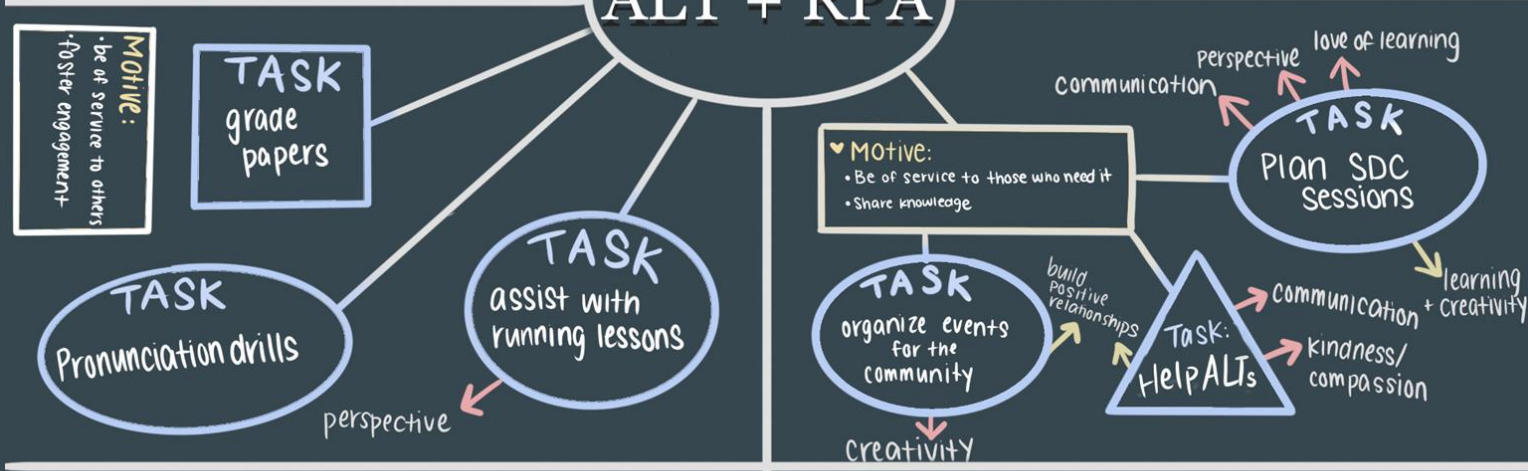 ALT + RPA
Motive:
• be of service to others
• foster engagement
TASK
grade
papers
TASK
Pronunciation drills
TASK
assist with
running lessons
perspective
Motive:
• Be of service to those who need it
• Share knowledge
TASK
organize events
for the
community
creativity
build
positive
relationships
Task:
Help ALTs
communication
kindness/
compassion
TASK
Plan SDC
Sessions
communication
perspective
love of learning
learning
+ creativity